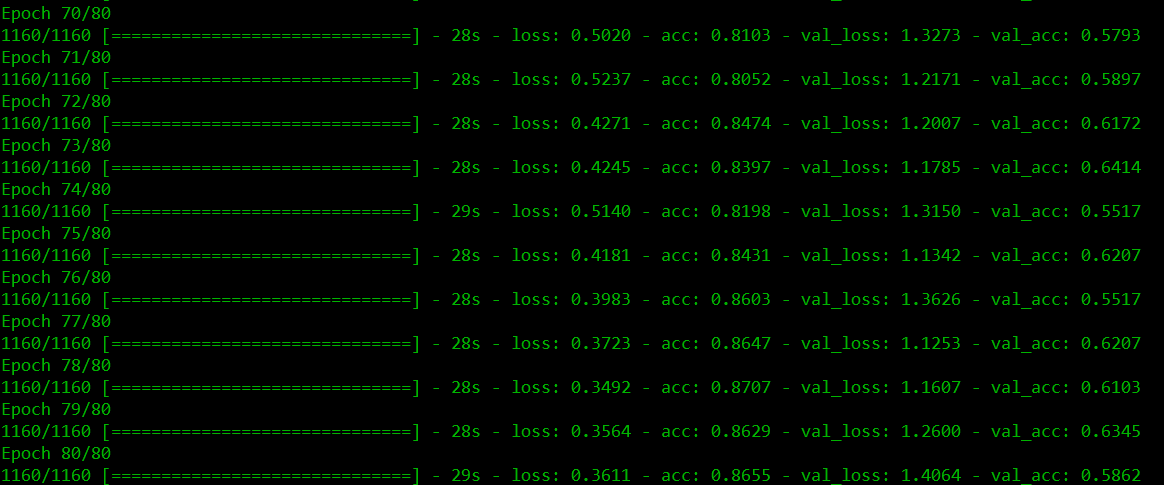 Epoch 70/80
1160/1160 [==============================] - 28s - loss: 0.5020 - acc: 0.8103 - val_loss: 1.3273 - val_acc: 0.5793
Epoch 71/80
1160/1160 [==============================] - 28s - loss: 0.5237 - acc: 0.8052 - val_loss: 1.2171 - val_acc: 0.5897
Epoch 72/80
1160/1160 [==============================] - 28s - loss: 0.4271 - acc: 0.8474 - val_loss: 1.2007 - val_acc: 0.6172
Epoch 73/80
1160/1160 [==============================] - 28s - loss: 0.4245 - acc: 0.8397 - val_loss: 1.1785 - val_acc: 0.6414
Epoch 74/80
1160/1160 [==============================] - 29s - loss: 0.5140 - acc: 0.8198 - val_loss: 1.3150 - val_acc: 0.5517
Epoch 75/80
1160/1160 [==============================] - 28s - loss: 0.4181 - acc: 0.8431 - val_loss: 1.1342 - val_acc: 0.6207
Epoch 76/80
1160/1160 [==============================] - 28s - loss: 0.3983 - acc: 0.8603 - val_loss: 1.3626 - val_acc: 0.5517
Epoch 77/80
1160/1160 [==============================] - 28s - loss: 0.3723 - acc: 0.8647 - val_loss: 1.1253 - val_acc: 0.6207
Epoch 78/80
1160/1160 [==============================] - 28s - loss: 0.3492 - acc: 0.8707 - val_loss: 1.1607 - val_acc: 0.6103
Epoch 79/80
1160/1160 [==============================] - 28s - loss: 0.3564 - acc: 0.8629 - val_loss: 1.2600 - val_acc: 0.6345
Epoch 80/80
1160/1160 [==============================] - 29s - loss: 0.3611 - acc: 0.8655 - val_loss: 1.4064 - val_acc: 0.5862